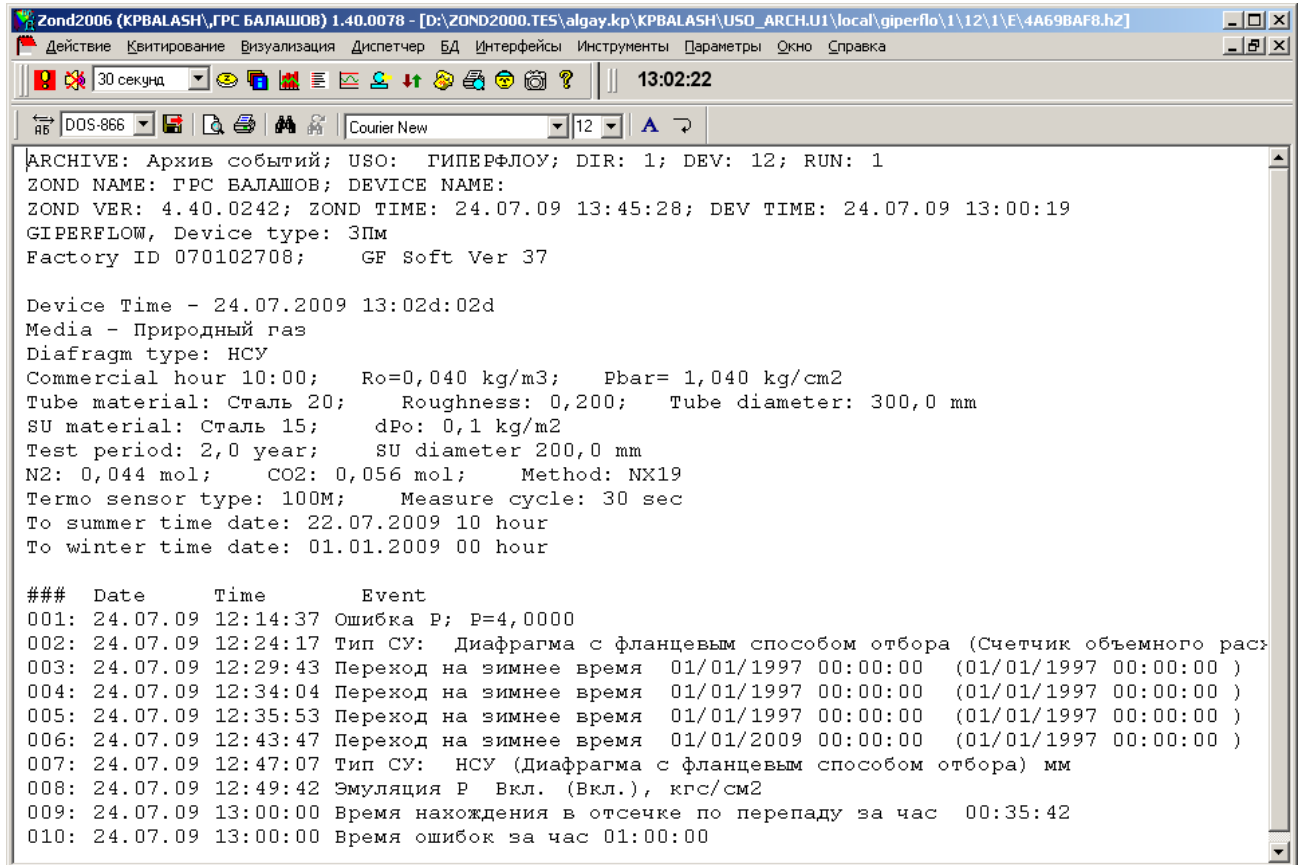 Zond2006 (KPBALASH\,ГРС БАЛАШОВ) 1.40.0078 - [D:\ZOND2000.TES\algay.kp\KPBALASH\USO_ARCH.U1\local\giperflo\1\12\1\E\4A69BAF8.hZ]
Действие Квитирование Визуализация Диспетчер БД Интерфейсы Инструменты Параметры Окно Справка
30 секунд 13:02:22
АБ DOS-866 Courier New 12 A
ARCHIVE: Архив событий; USO: ГИПЕРФЛОУ; DIR: 1; DEV: 12; RUN: 1
ZOND NAME: ГРС БАЛАШОВ; DEVICE NAME:
ZOND VER: 4.40.0242; ZOND TIME: 24.07.09 13:45:28; DEV TIME: 24.07.09 13:00:19
GIPERFLOW, Device type: 3Пм
Factory ID 070102708; GF Soft Ver 37
Device Time - 24.07.2009 13:02d:02d
Media - Природный газ
Diafragm type: НСУ
Commercial hour 10:00; Ro=0,040 kg/m3; Pbar= 1,040 kg/cm2
Tube material: Сталь 20; Roughness: 0,200; Tube diameter: 300,0 mm
SU material: Сталь 15; dPo: 0,1 kg/m2
Test period: 2,0 year; SU diameter 200,0 mm
N2: 0,044 mol; CO2: 0,056 mol; Method: NX19
Termo sensor type: 100M; Measure cycle: 30 sec
To summer time date: 22.07.2009 10 hour
To winter time date: 01.01.2009 00 hour
### Date Time Event
001: 24.07.09 12:14:37 Ошибка P; P=4,0000
002: 24.07.09 12:24:17 Тип СУ: Диафрагма с фланцевым способом отбора (Счетчик объемного
003: 24.07.09 12:29:43 Переход на зимнее время 01/01/1997 00:00:00 (01/01/1997 00:00:00 )
004: 24.07.09 12:34:04 Переход на зимнее время 01/01/1997 00:00:00 (01/01/1997 00:00:00 )
005: 24.07.09 12:35:53 Переход на зимнее время 01/01/1997 00:00:00 (01/01/1997 00:00:00 )
006: 24.07.09 12:43:47 Переход на зимнее время 01/01/2009 00:00:00 (01/01/1997 00:00:00 )
007: 24.07.09 12:47:07 Тип СУ: НСУ (Диафрагма с фланцевым способом отбора) мм
008: 24.07.09 12:49:42 Эмуляция P Вкл. (Вкл.), кгс/см2
009: 24.07.09 13:00:00 Время нахождения в отсечке по перепаду за час 00:35:42
010: 24.07.09 13:00:00 Время ошибок за час 01:00:00